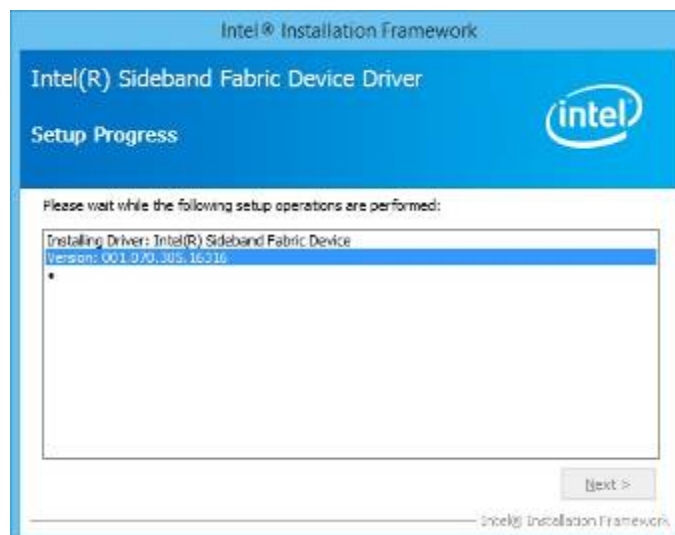 Intel® Installation Framework
Intel(R) Sideband Fabric Device Driver
intel
Setup Progress
Please wait while the following setup operations are performed:
Installing Driver: Intel(R) Sideband Fabric Device
Version: 001.070.305.16316
Next >
Intel® Installation Framework